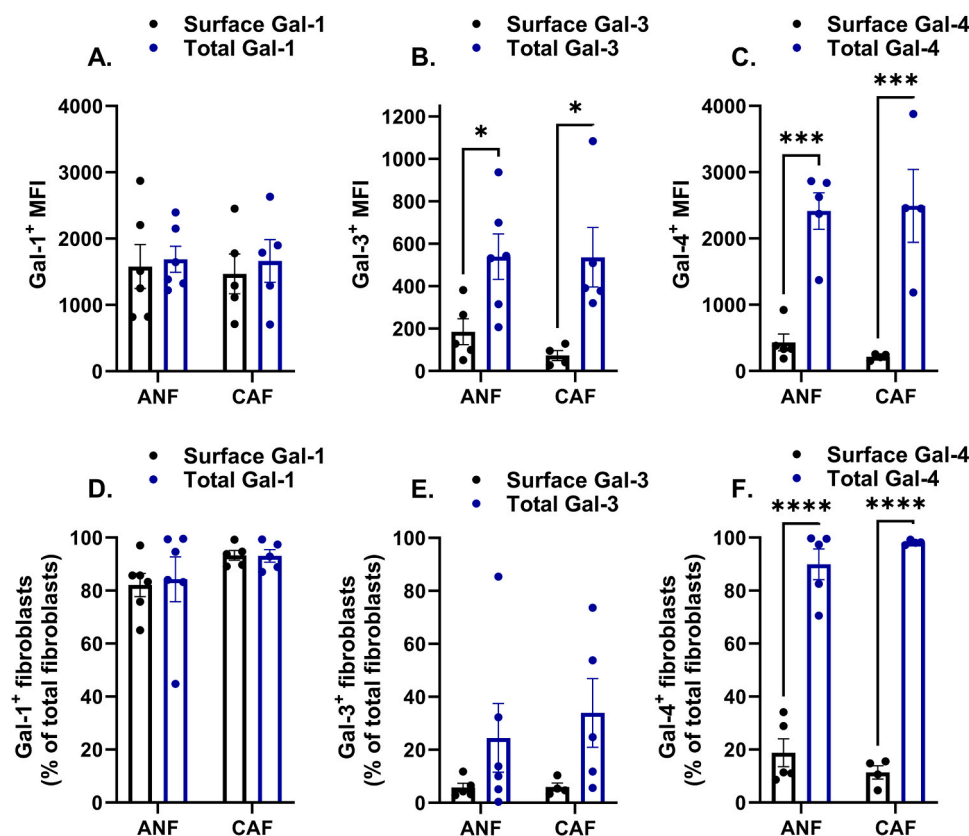 Surface Gal-1
Total Gal-1
A.
Gal-1+ MFI
4000
3000
2000
1000
0
ANF CAF
Surface Gal-3
Total Gal-3
B.
Gal-3+ MFI
1200
1000
800
600
400
200
0
* *
ANF CAF
Surface Gal-4
Total Gal-4
C.
Gal-4+ MFI
4000
3000
2000
1000
0
*** ***
ANF CAF
Surface Gal-1
Total Gal-1
D.
Gal-1+ fibroblasts
(% of total fibroblasts)
100
80
60
40
20
0
ANF CAF
Surface Gal-3
Total Gal-3
E.
Gal-3+ fibroblasts
(% of total fibroblasts)
100
80
60
40
20
0
ANF CAF
Surface Gal-4
Total Gal-4
F.
Gal-4+ fibroblasts
(% of total fibroblasts)
100
80
60
40
20
0
**** ****
ANF CAF